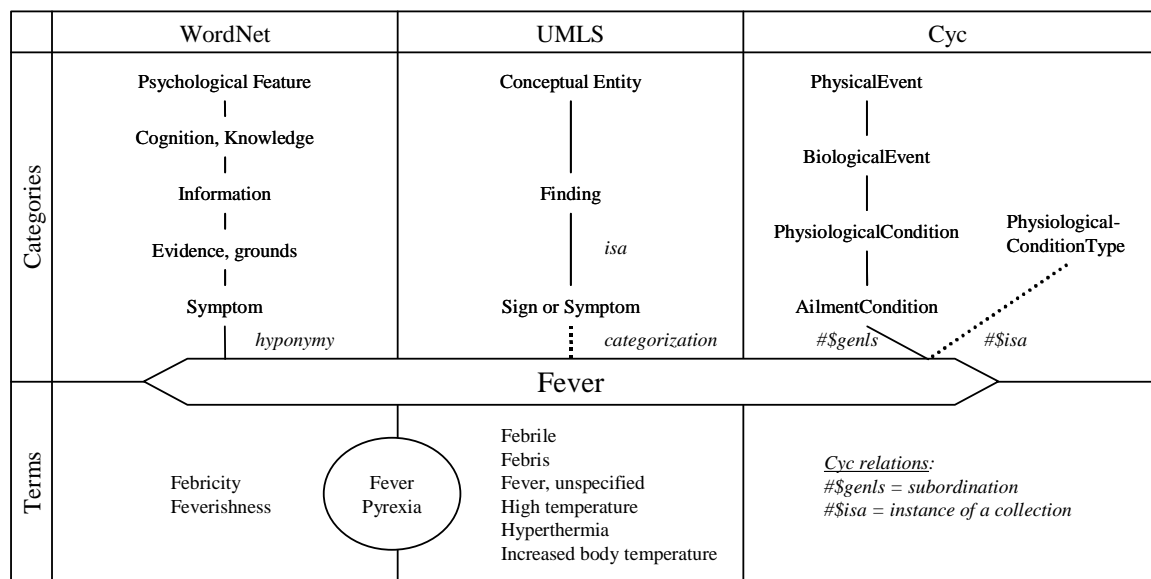 WordNet
UMLS
Cyc
Categories
Psychological Feature
Cognition, Knowledge
Information
Evidence, grounds
Symptom
hyponymy
Conceptual Entity
Finding
isa
Sign or Symptom
categorization
PhysicalEvent
BiologicalEvent
PhysiologicalCondition
AilmentCondition
#$genls
Physiological-
ConditionType
#$isa
Fever
Terms
Febricity
Feverishness
Fever
Pyrexia
Febrile
Febris
Fever, unspecified
High temperature
Hyperthermia
Increased body temperature
Cyc relations:
#$genls = subordination
#$isa = instance of a collection